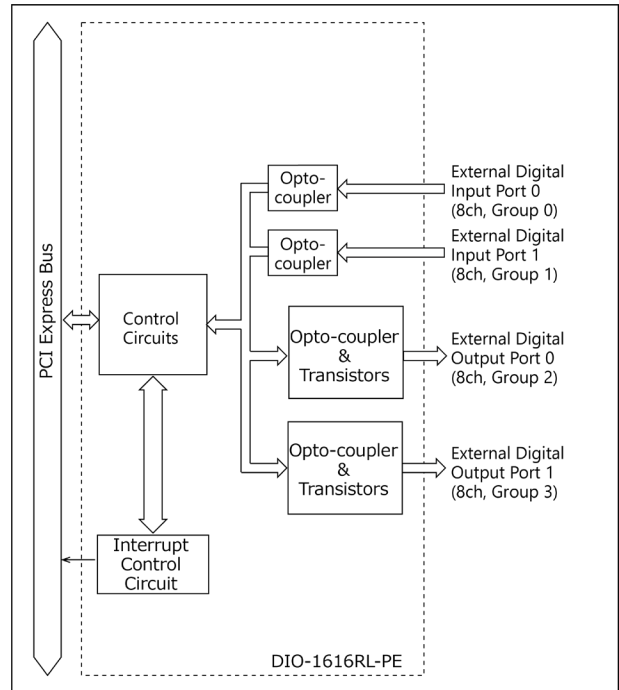 PCI Express Bus
Opto-
coupler
External Digital
Input Port 0
(8ch, Group 0)
Opto-
coupler
External Digital
Input Port 1
(8ch, Group 1)
Control
Circuits
Opto-coupler
&
Transistors
External Digital
Output Port 0
(8ch, Group 2)
Opto-coupler
&
Transistors
External Digital
Output Port 1
(8ch, Group 3)
Interrupt
Control
Circuit
DIO-1616RL-PE